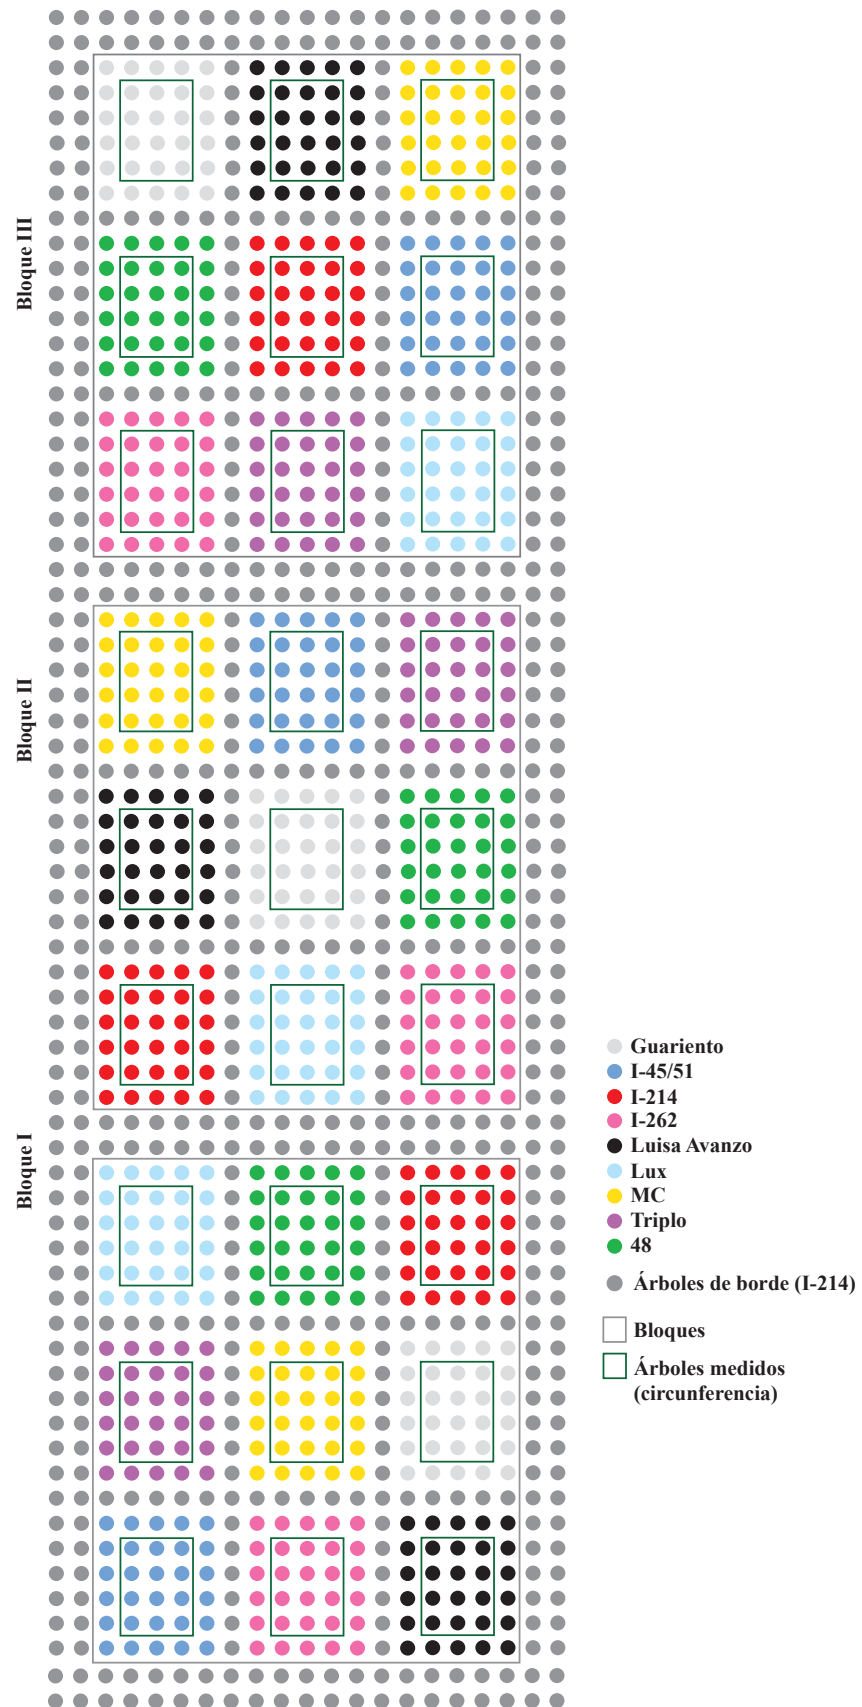 Bloque III
Bloque II
Bloque I
Guariento
I-45/51
I-214
I-262
Luisa Avanzo
Lux
MC
Triplo
48
Árboles de borde (I-214)
Bloques
Árboles medidos
(circunferencia)